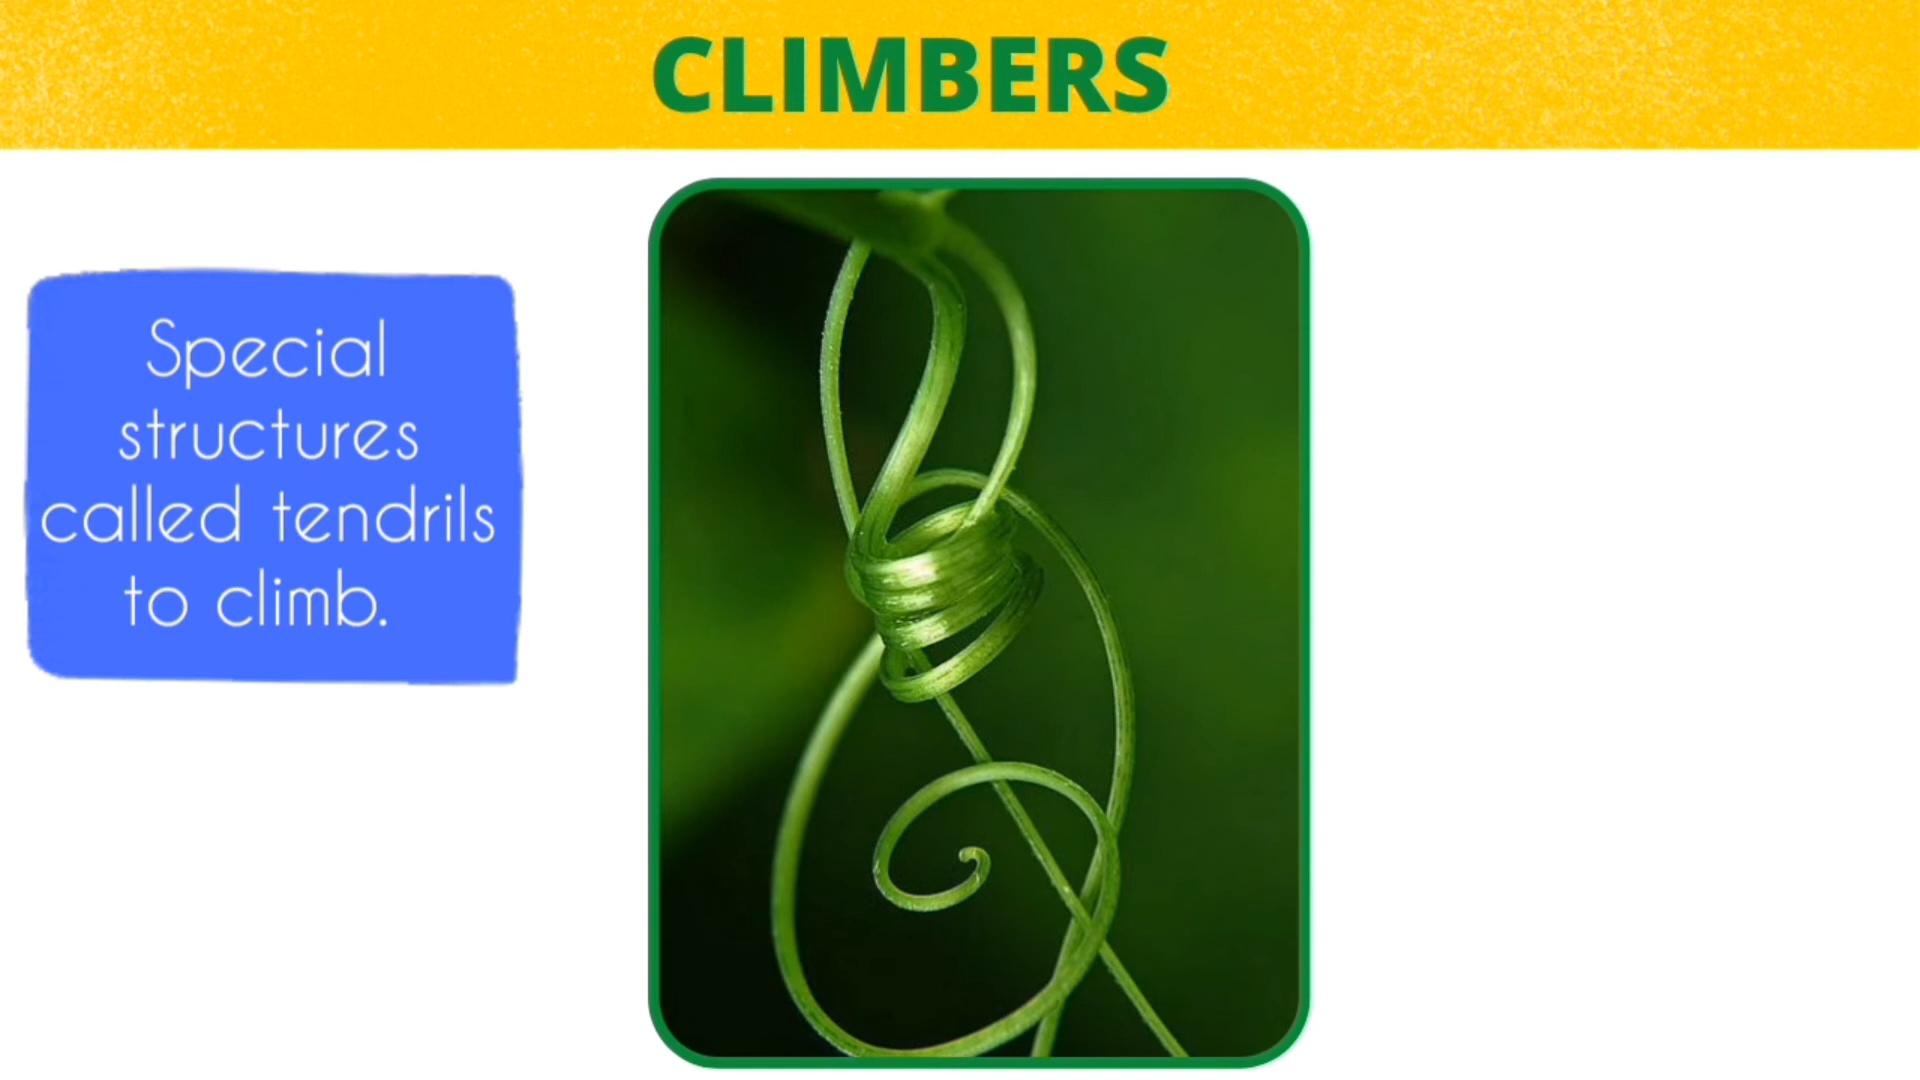 CLIMBERS
Special
structures
called tendrils
to climb.